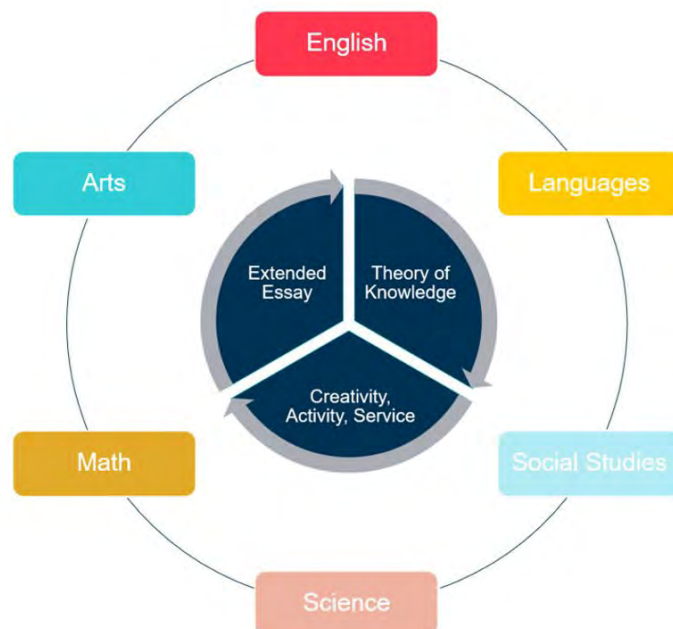 English
Arts
Languages
Extended
Essay
Theory of
Knowledge
Creativity,
Activity, Service
Math
Social Studies
Science